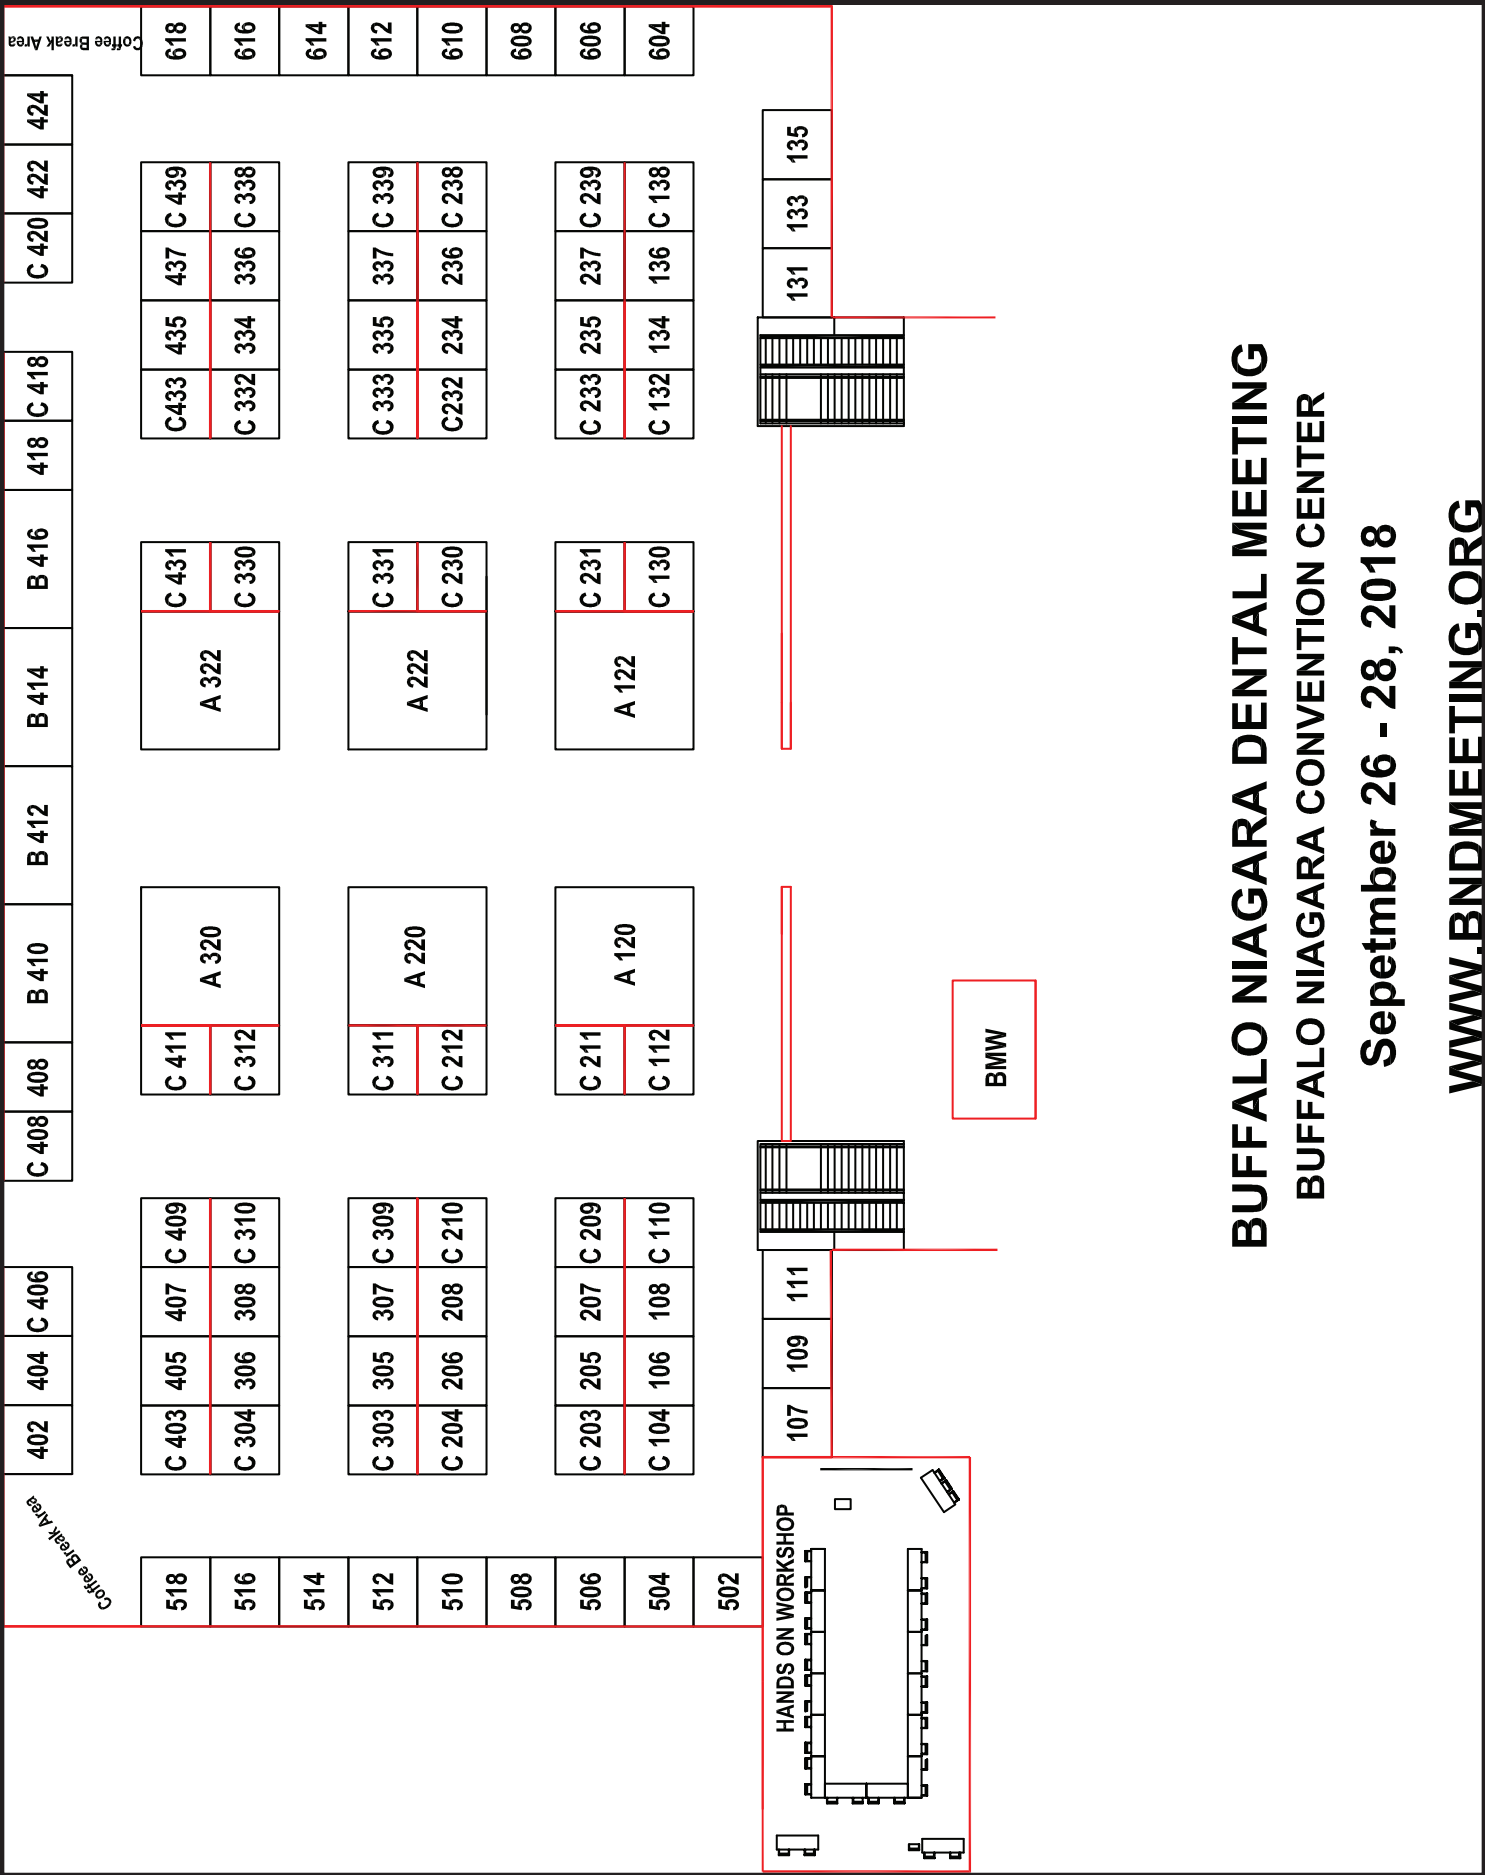 Coffee Break Area
402
404
C 406
C 408
408
B 410
B 412
B 414
B 416
418
C 418
C 420
422
424
Coffee Break Area
518
C 403
405
407
C 409
C 411
C 431
C433
435
437
C 439
618
A 320
A 322
516
C 304
306
308
C 310
C 312
C 330
C 332
334
336
C 338
616
514
614
512
C 303
305
307
C 309
C 311
C 331
C 333
335
337
C 339
612
A 220
A 222
510
C 204
206
208
C 210
C 212
C 230
C232
234
236
C 238
610
508
608
506
C 203
205
207
C 209
C 211
C 231
C 233
235
237
C 239
606
A 120
A 122
504
C 104
106
108
C 110
C 112
C 130
C 132
134
136
C 138
604
502
HANDS ON WORKSHOP
107
109
111
131
133
135
BMW
BUFFALO NIAGARA DENTAL MEETING
BUFFALO NIAGARA CONVENTION CENTER
Sepetmber 26 - 28, 2018
WWW.BNDMEETING.ORG